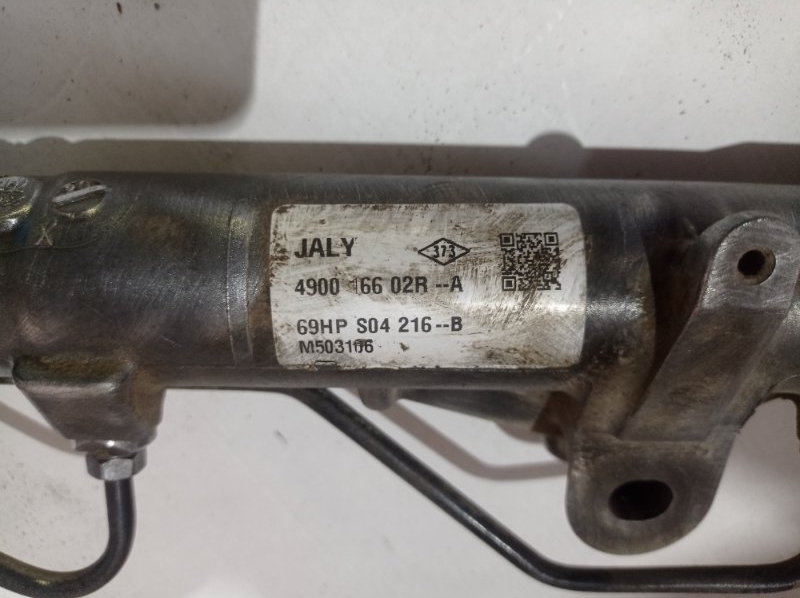 JALY 373
4900 166 02R--A
69HP S04 216--B
M503106